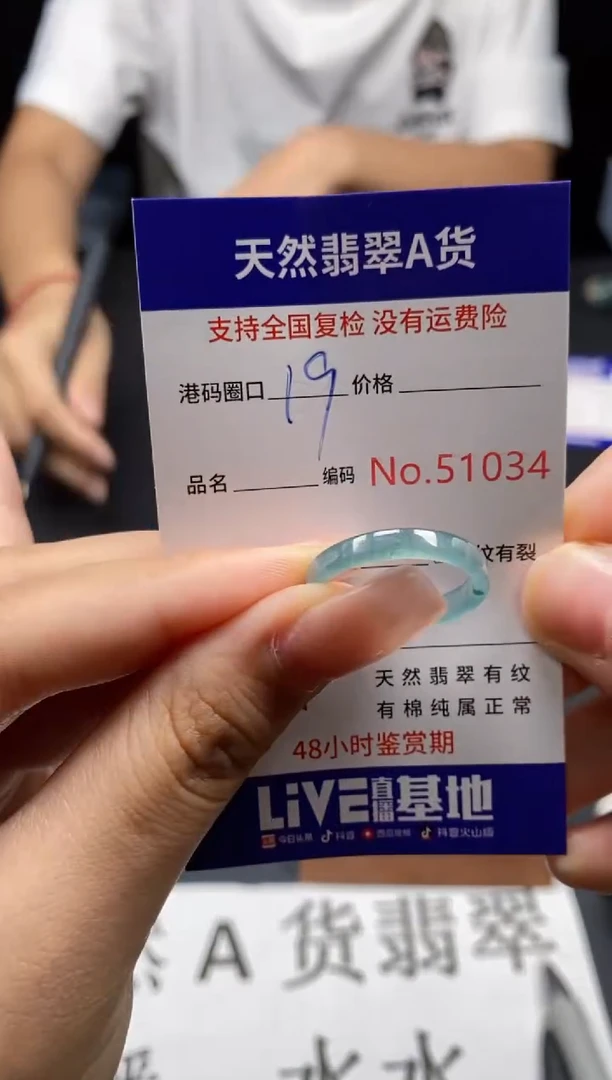 天然翡翠A货
支持全国复检 没有运费险
港码圈口 19 价格
品名 编码 No.51034
纹有裂
天然翡翠有纹
有棉纯属正常
48小时鉴赏期
LiVE直播基地
今日头条 抖音 西瓜视频 抖音火山版
A货翡翠